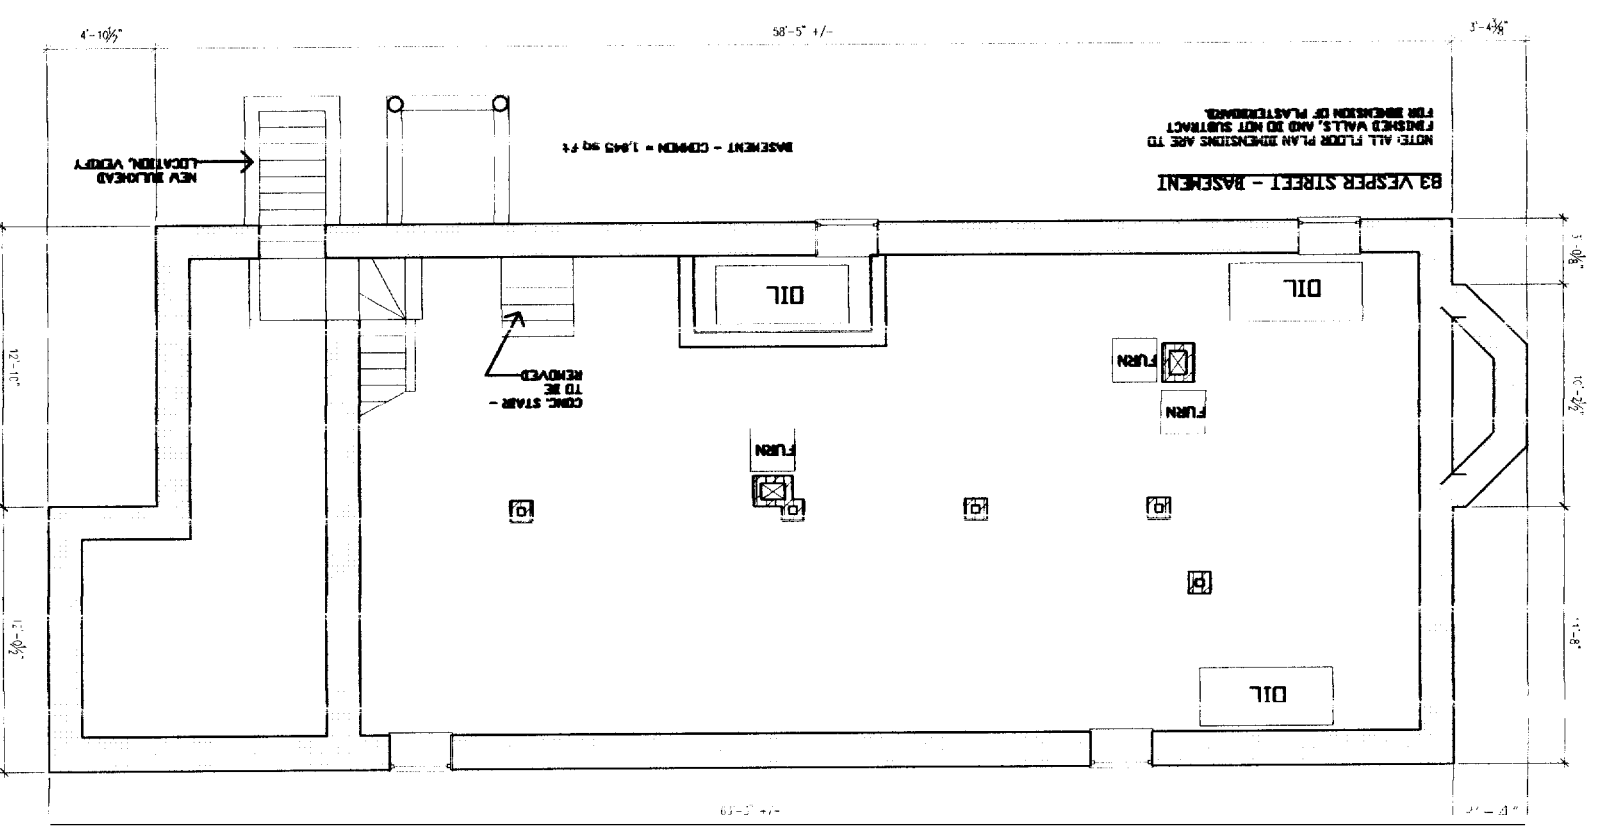 4'-10½"
58'-5" +/-
3'-4⅜"
NOTE: ALL FLOOR PLAN DIMENSIONS ARE TO
FINISHED WALLS, AND DO NOT SUBTRACT
FOR DIMENSION OF PLASTERBOARD.
83 VESPER STREET - BASEMENT
BASEMENT - COMMON = 1,845 sq ft
NEW BULKHEAD
LOCATION, VERIFY
OIL
OIL
CONC. STAIR -
TO BE
REMOVED
FURN
FURN
FURN
OIL
12'-10"
12'-0½"
10'-2½"
11'-8"